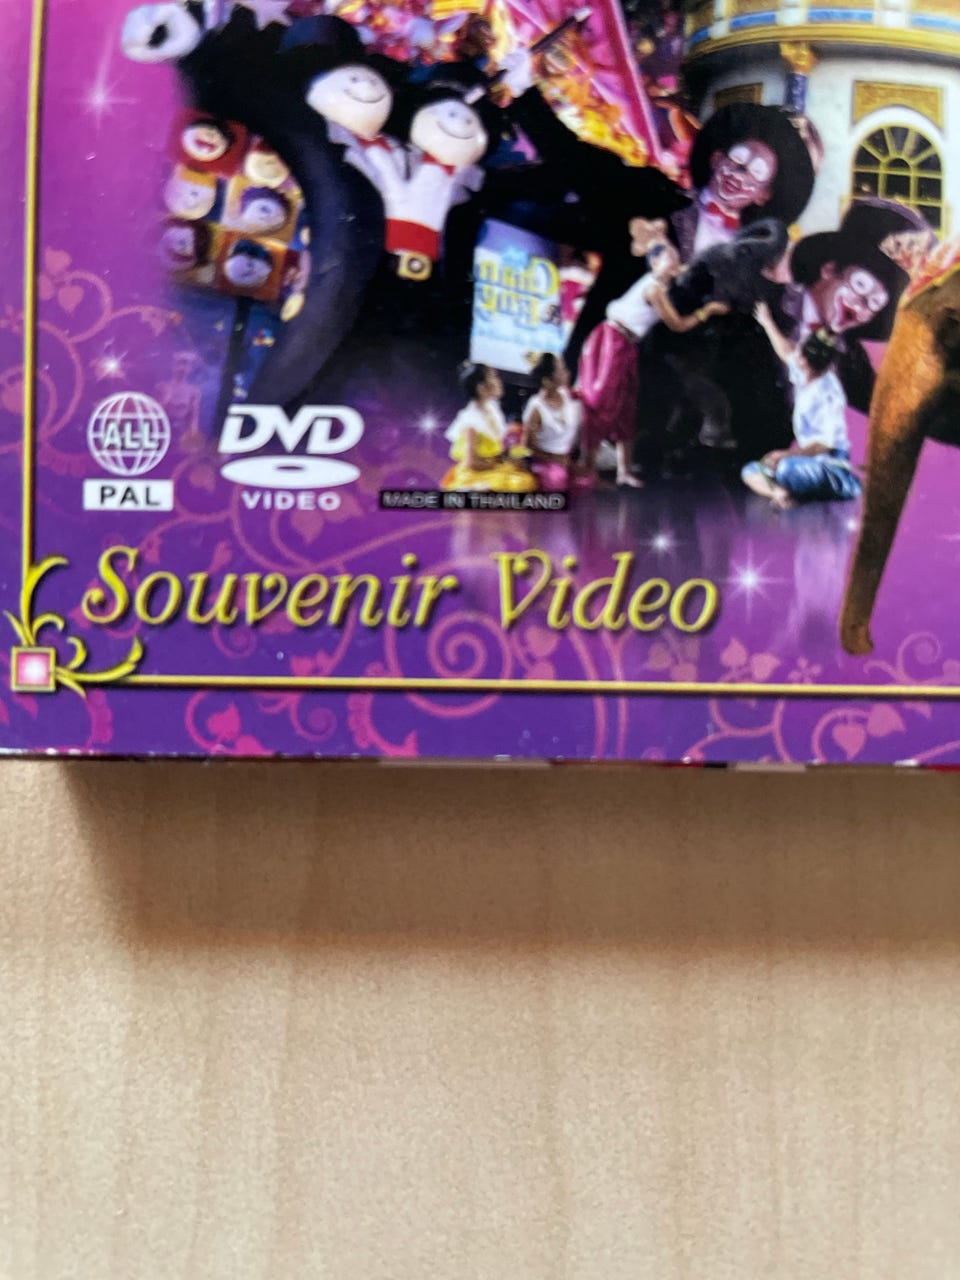 ALL
PAL
DVD
VIDEO
MADE IN THAILAND
Souvenir Video